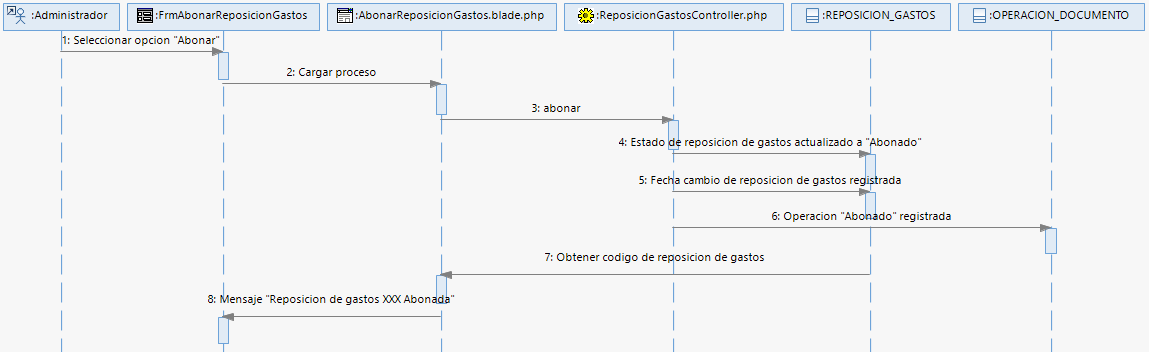 :Administrador
:FrmAbonarReposicionGastos
:AbonarReposicionGastos.blade.php
:ReposicionGastosController.php
:REPOSICION_GASTOS
:OPERACION_DOCUMENTO
1: Seleccionar opcion "Abonar"
2: Cargar proceso
3: abonar
4: Estado de reposicion de gastos actualizado a "Abonado"
5: Fecha cambio de reposicion de gastos registrada
6: Operacion "Abonado" registrada
7: Obtener codigo de reposicion de gastos
8: Mensaje "Reposicion de gastos XXX Abonada"